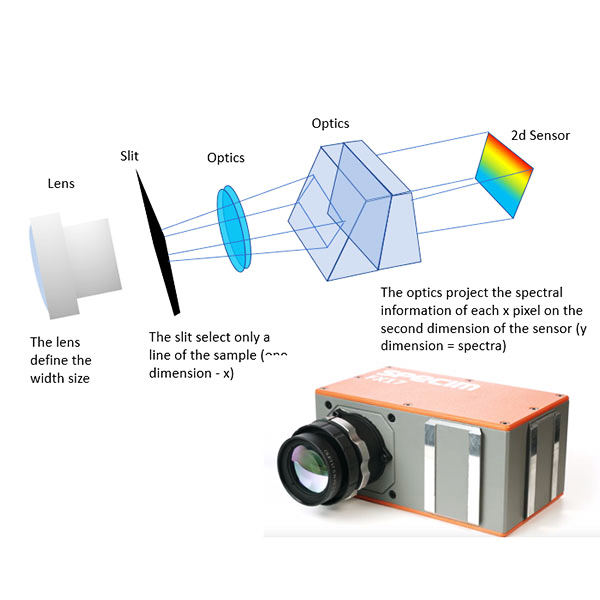 Optics
2d Sensor
Slit
Optics
Lens
The optics project the spectral
information of each x pixel on the
second dimension of the sensor (y
dimension = spectra)
The lens
define the
width size
The slit select only a
line of the sample (one
dimension - x)
SPECIM
FX17